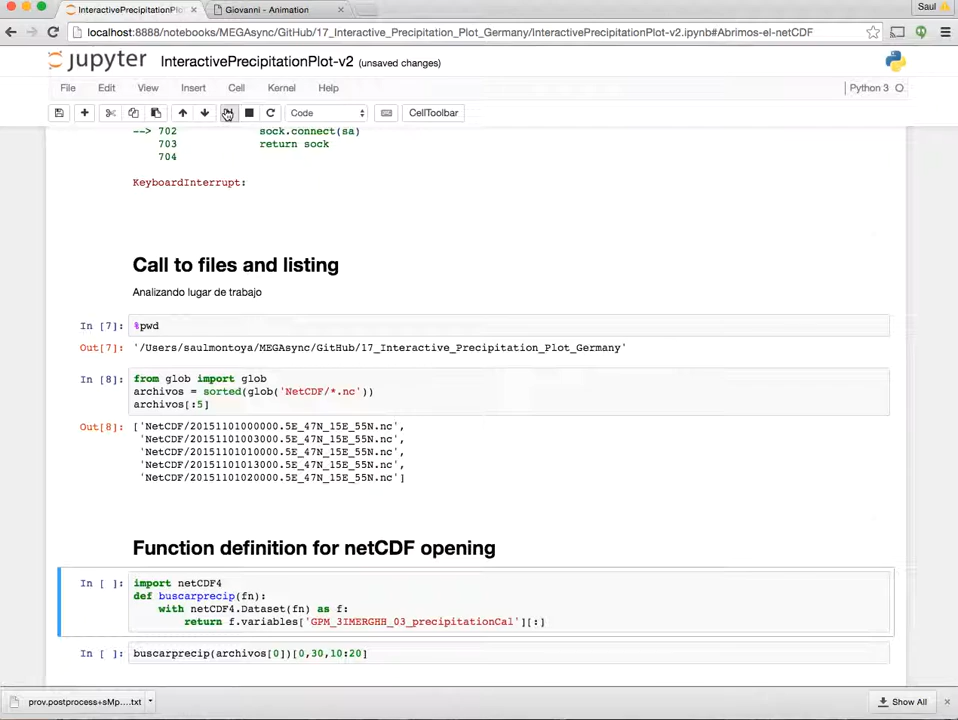 InteractivePrecipitationPlot
Giovanni - Animation
Saul
localhost:8888/notebooks/MEGAsync/GitHub/17_Interactive_Precipitation_Plot_Germany/InteractivePrecipitationPlot-v2.ipynb#Abrimos-el-netCDF
jupyter InteractivePrecipitationPlot-v2 (unsaved changes)
File Edit View Insert Cell Kernel Help Python 3
Code CellToolbar
--> 702 sock.connect(sa)
703 return sock
704
KeyboardInterrupt:
Call to files and listing
Analizando lugar de trabajo
In [7]: %pwd
Out[7]: '/Users/saulmontoya/MEGAsync/GitHub/17_Interactive_Precipitation_Plot_Germany'
In [8]: from glob import glob
archivos = sorted(glob('NetCDF/*.nc'))
archivos[:5]
Out[8]: ['NetCDF/20151101000000.5E_47N_15E_55N.nc',
'NetCDF/20151101003000.5E_47N_15E_55N.nc',
'NetCDF/20151101010000.5E_47N_15E_55N.nc',
'NetCDF/20151101013000.5E_47N_15E_55N.nc',
'NetCDF/20151101020000.5E_47N_15E_55N.nc']
Function definition for netCDF opening
In [ ]: import netCDF4
def buscarprecip(fn):
with netCDF4.Dataset(fn) as f:
return f.variables['GPM_3IMERGHH_03_precipitationCal'][:]
In [ ]: buscarprecip(archivos[0])[0,30,10:20]
prov.postprocess+sMp....txt
Show All